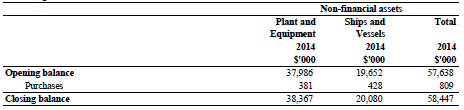 Non-financial assets
Plant and Ships and Total
Equipment Vessels
2014 2014 2014
$'000 $'000 $'000
Opening balance 37,986 19,652 57,638
Purchases 381 428 809
Closing balance 38,367 20,080 58,447